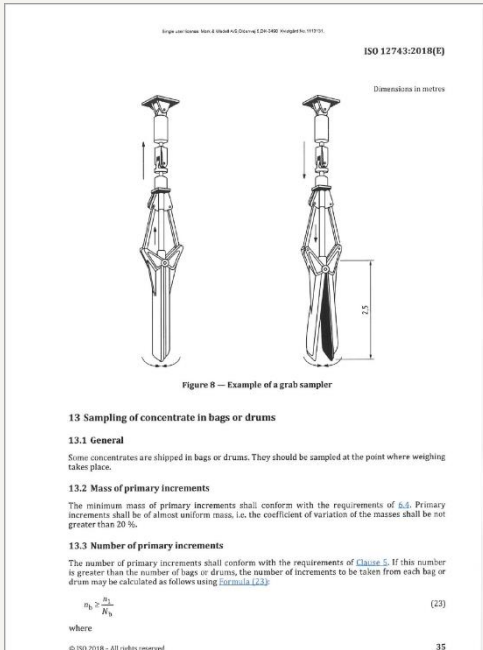 ISO 12743:2018(E)
Dimensions in metres
2,5
Figure 8 — Example of a grab sampler
13 Sampling of concentrate in bags or drums
13.1 General
Some concentrates are shipped in bags or drums. They should be sampled at the point where weighing
takes place.
13.2 Mass of primary increments
The minimum mass of primary increments shall conform with the requirements of 6.4. Primary
increments shall be of almost uniform mass, i.e. the coefficient of variation of the masses shall not be
greater than 20 %.
13.3 Number of primary increments
The number of primary increments shall conform with the requirements of Clause 5. If this number
is greater than the number of bags or drums, the number of increments to be taken from each bag or
drum may be calculated as follows using Formula (23):
n_b ≥ n_1 / N_b (23)
where
© ISO 2018 – All rights reserved 35